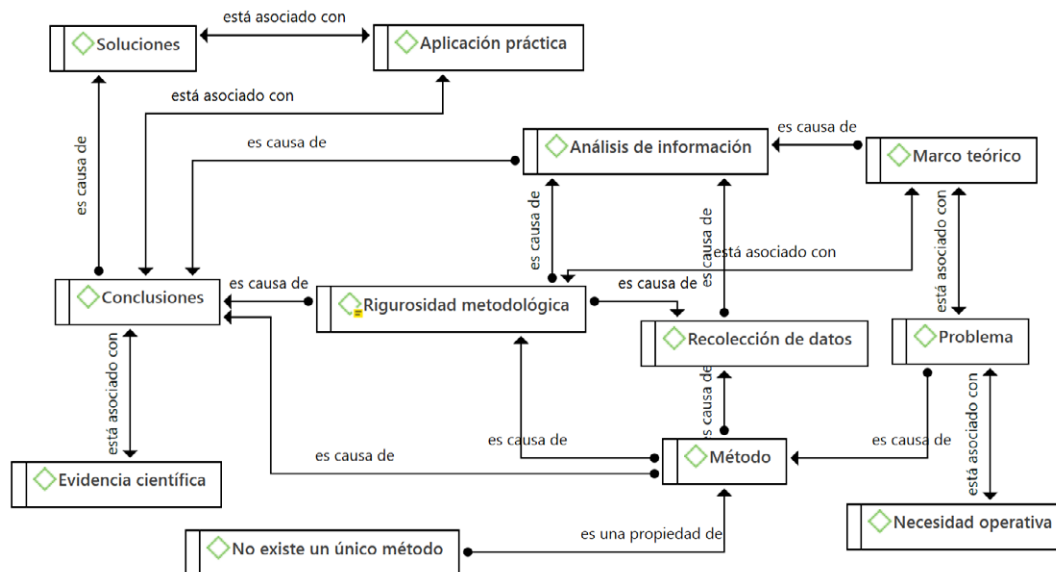 está asociado con
Soluciones
Aplicación práctica
está asociado con
es causa de
es causa de
Análisis de información
es causa de
Marco teórico
es causa de
es causa de
está asociado con
está asociado con
Conclusiones
es causa de
Rigurosidad metodológica
es causa de
Recolección de datos
Problema
está asociado con
es causa de
está asociado con
es causa de
es causa de
es causa de
Evidencia científica
Método
Necesidad operativa
es una propiedad de
No existe un único método